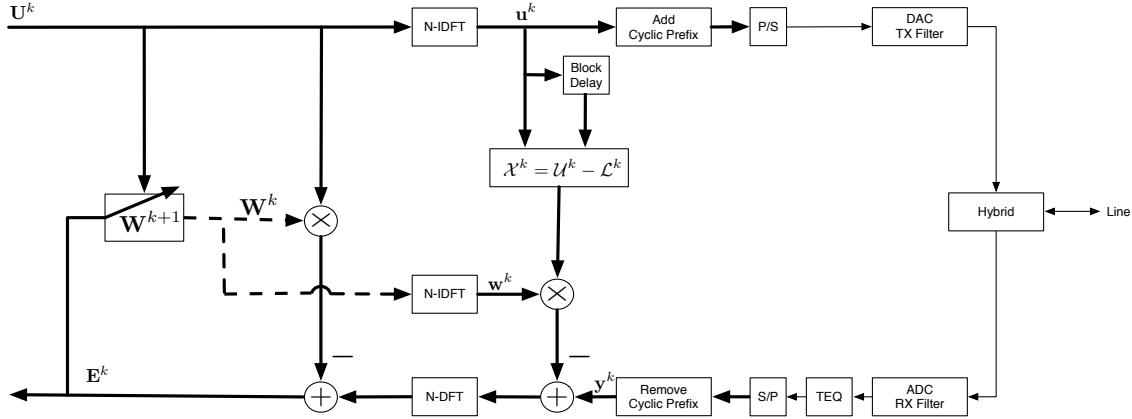 U^k
N-IDFT
u^k
Add
Cyclic Prefix
P/S
DAC
TX Filter
Block
Delay
𝒳^k = 𝒰^k − ℒ^k
W^{k+1}
W^k
×
Hybrid
Line
N-IDFT
w^k
×
−
−
E^k
+
N-DFT
+
y^k
Remove
Cyclic Prefix
S/P
TEQ
ADC
RX Filter